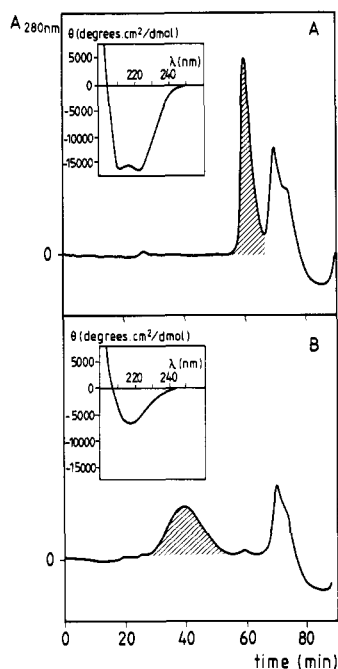 A 280nm
A
θ (degrees.cm²/dmol)
λ(nm)
220 240
5000
0
-5000
-10000
-15000
0
B
θ (degrees.cm²/dmol)
λ (nm)
220 240
5000
0
-5000
-10000
-15000
0
0 20 40 60 80
time (min)